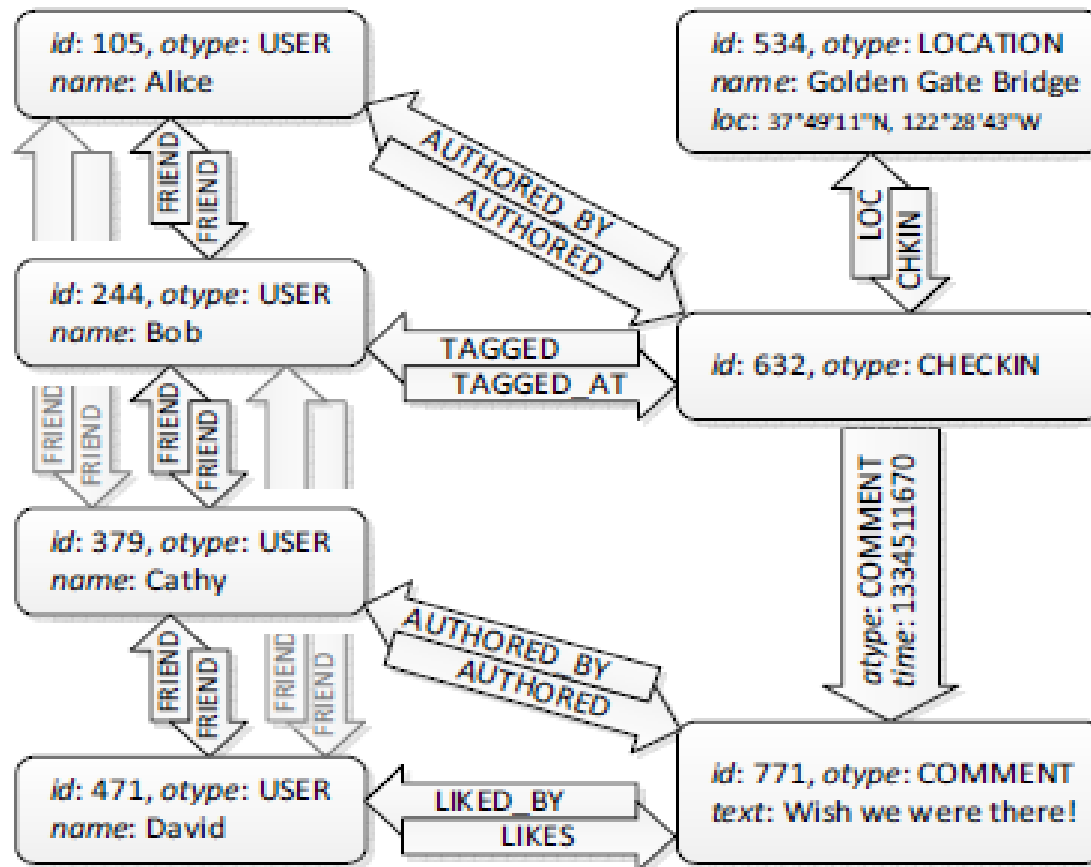 id: 105, otype: USER
name: Alice
id: 534, otype: LOCATION
name: Golden Gate Bridge
loc: 37°49'11"N, 122°28'43"W
FRIEND
FRIEND
AUTHORED_BY
AUTHORED
LOC
CHKIN
id: 244, otype: USER
name: Bob
TAGGED
TAGGED_AT
id: 632, otype: CHECKIN
FRIEND
FRIEND
FRIEND
FRIEND
atype: COMMENT
time: 1334511670
id: 379, otype: USER
name: Cathy
AUTHORED_BY
AUTHORED
FRIEND
FRIEND
FRIEND
FRIEND
id: 471, otype: USER
name: David
LIKED_BY
LIKES
id: 771, otype: COMMENT
text: Wish we were there!